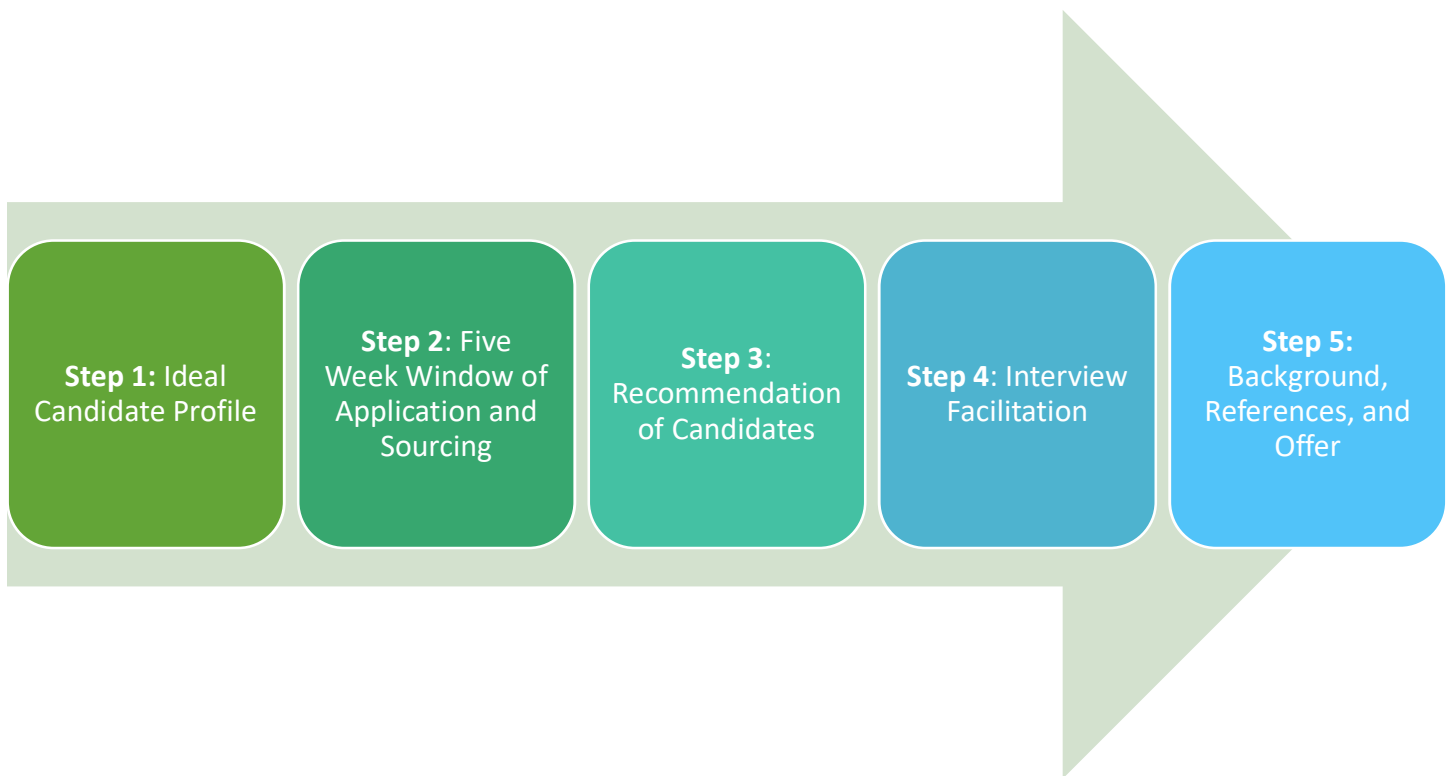 Step 1: Ideal
Candidate Profile
Step 2: Five
Week Window of
Application and
Sourcing
Step 3:
Recommendation
of Candidates
Step 4: Interview
Facilitation
Step 5:
Background,
References, and
Offer